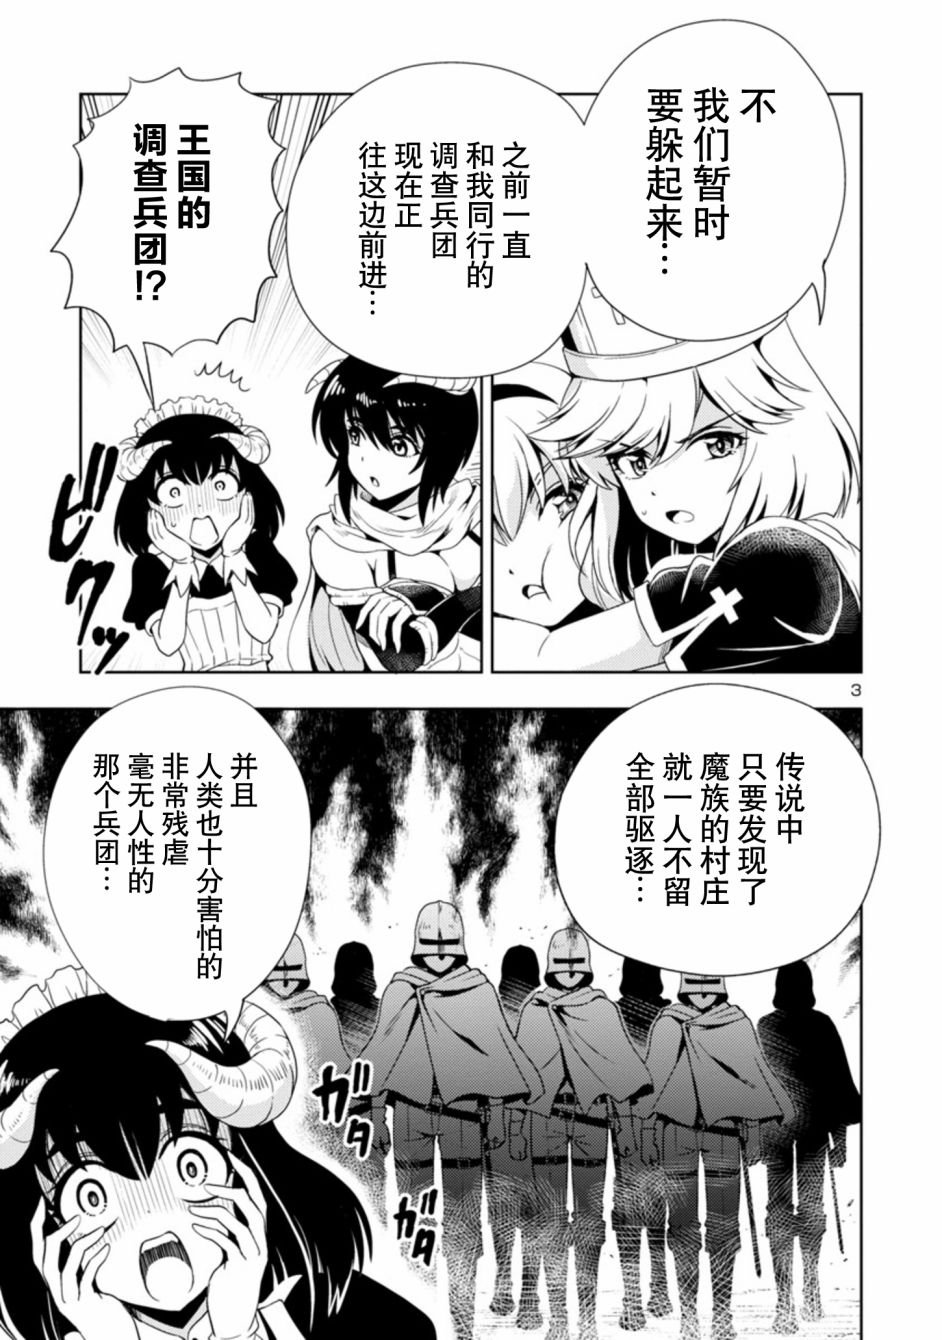 不
我们暂时
要躲起来…
之前一直
和我同行的
调查兵团
现在正
往这边前进…
王国的
调查兵团!?
ビクッ
3
传说中
只要发现了
魔族的村庄
就一人不留
全部驱逐…
并且
人类也十分害怕的
非常残虐
毫无人性的
那个兵团…
ガタ
ガタ